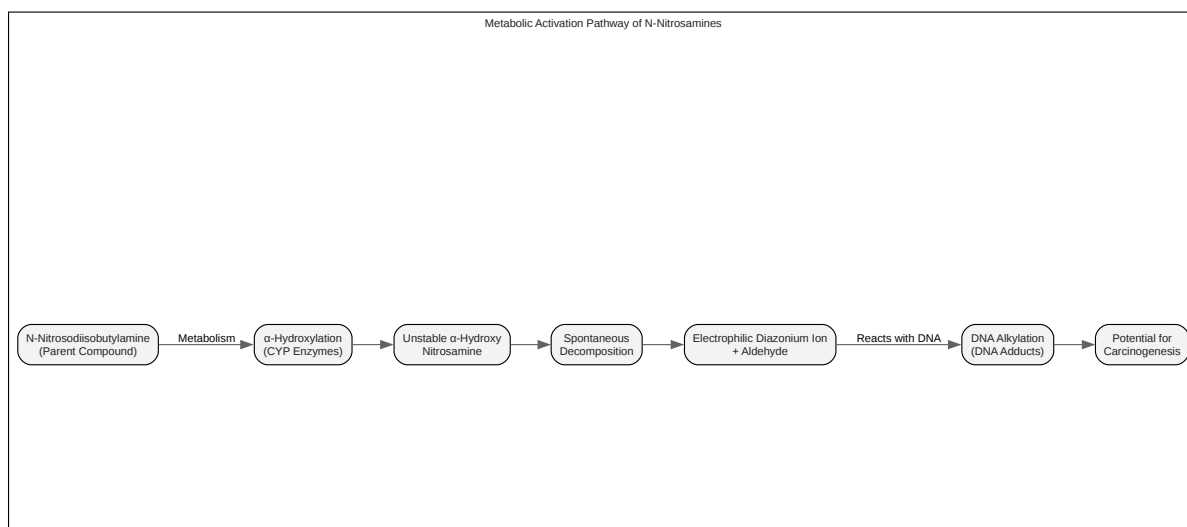 Metabolic Activation Pathway of N-Nitrosamines
N-Nitrosodiisobutylamine
(Parent Compound)
Metabolism
α-Hydroxylation
(CYP Enzymes)
Unstable α-Hydroxy
Nitrosamine
Spontaneous
Decomposition
Electrophilic Diazonium Ion
+ Aldehyde
Reacts with DNA
DNA Alkylation
(DNA Adducts)
Potential for
Carcinogenesis